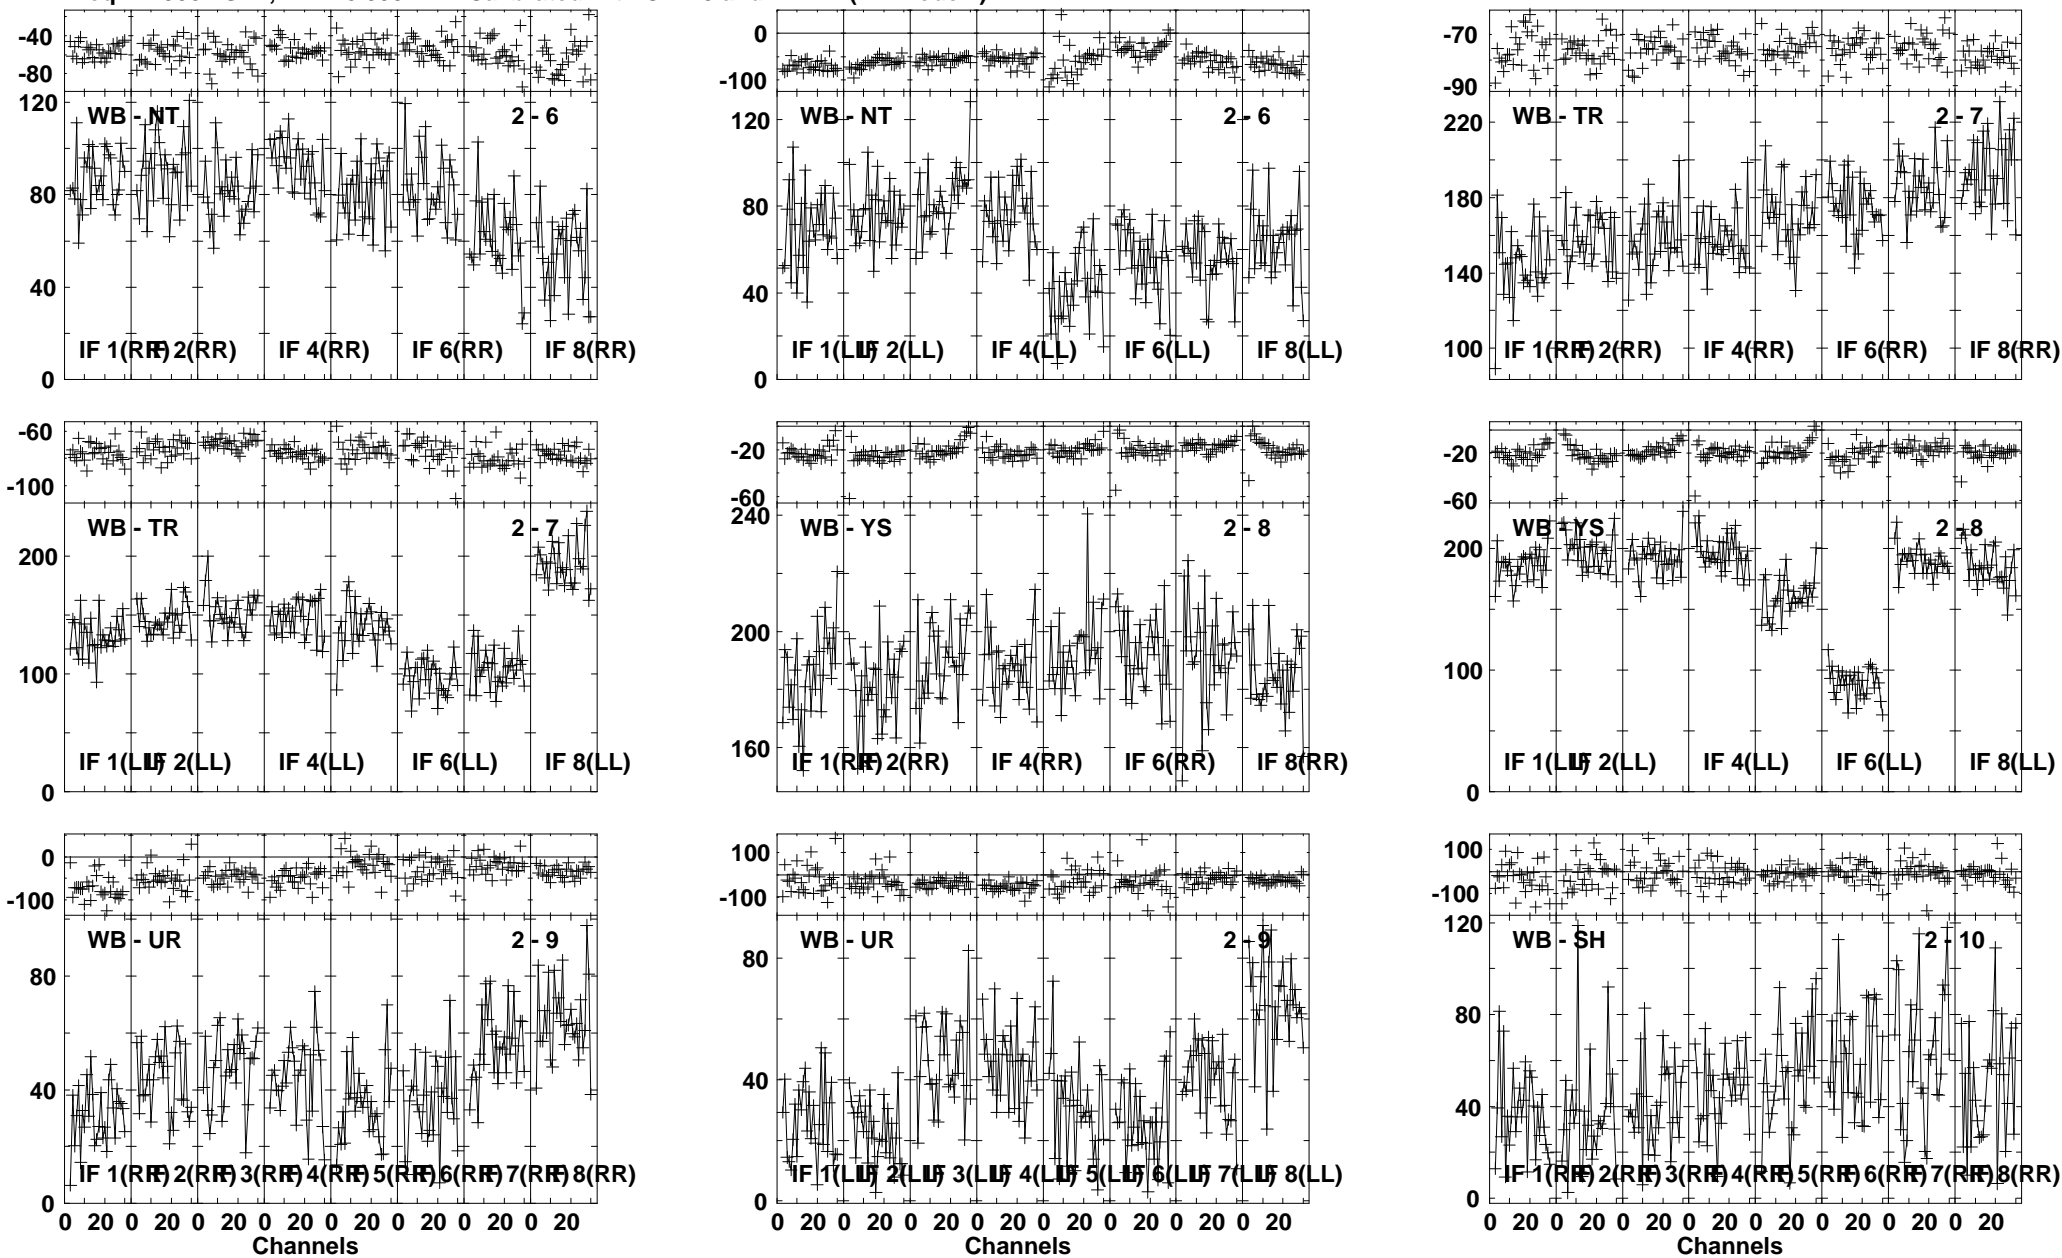 -40
-80
120
80
40
0
WB - NT
2 - 6
IF 1(RR) IF 2(RR) IF 4(RR) IF 6(RR) IF 8(RR)
0
-100
120
80
40
0
WB - NT
2 - 6
IF 1(LL) IF 2(LL) IF 4(LL) IF 6(LL) IF 8(LL)
-70
-90
220
180
140
100
WB - TR
2 - 7
IF 1(RR) IF 2(RR) IF 4(RR) IF 6(RR) IF 8(RR)
-60
-100
200
100
0
WB - TR
2 - 7
IF 1(LL) IF 2(LL) IF 4(LL) IF 6(LL) IF 8(LL)
-20
-60
240
200
160
WB - YS
2 - 8
IF 1(RR) IF 2(RR) IF 4(RR) IF 6(RR) IF 8(RR)
-20
-60
200
100
0
WB - YS
2 - 8
IF 1(LL) IF 2(LL) IF 4(LL) IF 6(LL) IF 8(LL)
0
-100
80
40
0
WB - UR
2 - 9
IF 1(RR) IF 2(RR) IF 3(RR) IF 4(RR) IF 5(RR) IF 6(RR) IF 7(RR) IF 8(RR)
0 20 0 20 0 20 0 20 0 20 0 20 0 20 0 20
Channels
100
-100
80
40
0
WB - UR
2 - 9
IF 1(LL) IF 2(LL) IF 3(LL) IF 4(LL) IF 5(LL) IF 6(LL) IF 7(LL) IF 8(LL)
0 20 0 20 0 20 0 20 0 20 0 20 0 20 0 20
Channels
100
-100
120
80
40
0
WB - SH
2 - 10
IF 1(RR) IF 2(RR) IF 3(RR) IF 4(RR) IF 5(RR) IF 6(RR) IF 7(RR) IF 8(RR)
0 20 0 20 0 20 0 20 0 20 0 20 0 20 0 20
Channels